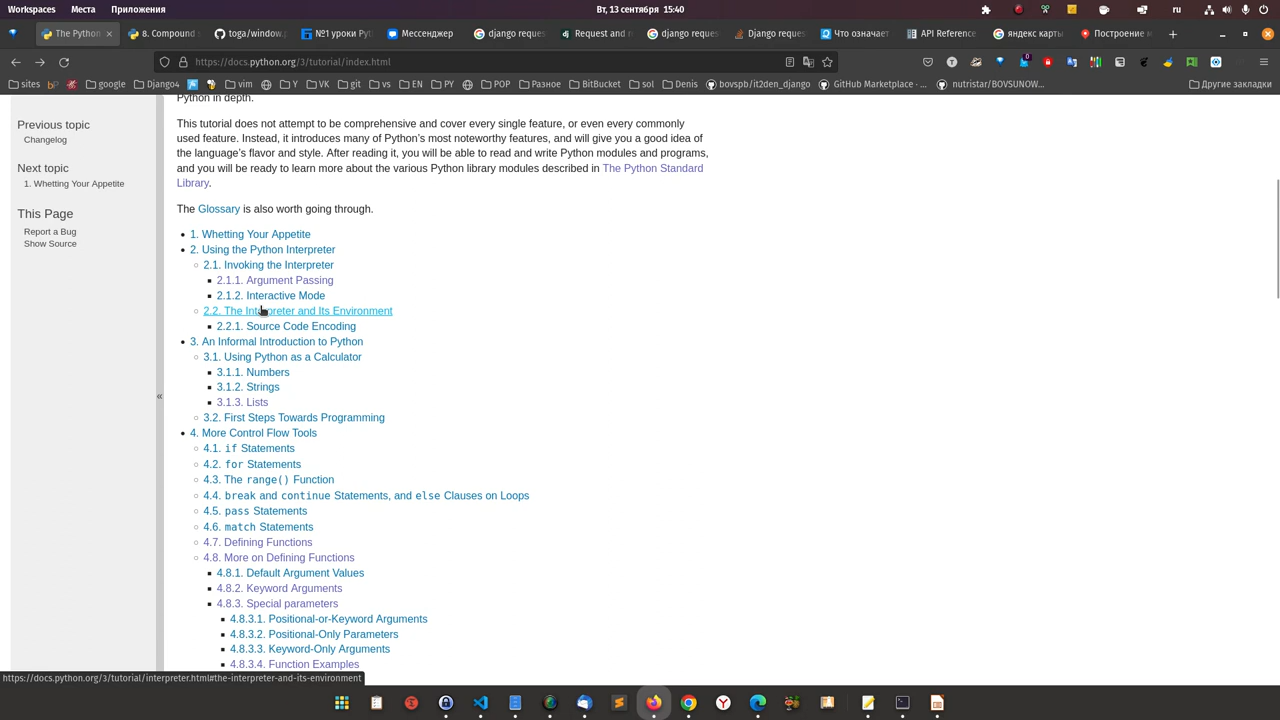 Workspaces Места Приложения Вт, 13 сентября 15:40 ru
The Python 8. Compound toga/window.p №1 уроки Pyt Мессенджер django reques Request and r django reques Django reques Что означает API Reference яндекс карты Построение м
https://docs.python.org/3/tutorial/index.html
sites google Django4 vim Y VK git vs EN PY POP Разное BitBucket sol Denis bovspb/it2den_django GitHub Marketplace · ... nutristar/BOVSUNOW... Другие закладки
Python in depth.
This tutorial does not attempt to be comprehensive and cover every single feature, or even every commonly
used feature. Instead, it introduces many of Python's most noteworthy features, and will give you a good idea of
the language's flavor and style. After reading it, you will be able to read and write Python modules and programs,
and you will be ready to learn more about the various Python library modules described in The Python Standard
Library.
The Glossary is also worth going through.
Previous topic
Changelog
Next topic
1. Whetting Your Appetite
This Page
Report a Bug
Show Source
«
1. Whetting Your Appetite
2. Using the Python Interpreter
2.1. Invoking the Interpreter
2.1.1. Argument Passing
2.1.2. Interactive Mode
2.2. The Interpreter and Its Environment
2.2.1. Source Code Encoding
3. An Informal Introduction to Python
3.1. Using Python as a Calculator
3.1.1. Numbers
3.1.2. Strings
3.1.3. Lists
3.2. First Steps Towards Programming
4. More Control Flow Tools
4.1. if Statements
4.2. for Statements
4.3. The range() Function
4.4. break and continue Statements, and else Clauses on Loops
4.5. pass Statements
4.6. match Statements
4.7. Defining Functions
4.8. More on Defining Functions
4.8.1. Default Argument Values
4.8.2. Keyword Arguments
4.8.3. Special parameters
4.8.3.1. Positional-or-Keyword Arguments
4.8.3.2. Positional-Only Parameters
4.8.3.3. Keyword-Only Arguments
4.8.3.4. Function Examples
https://docs.python.org/3/tutorial/interpreter.html#the-interpreter-and-its-environment